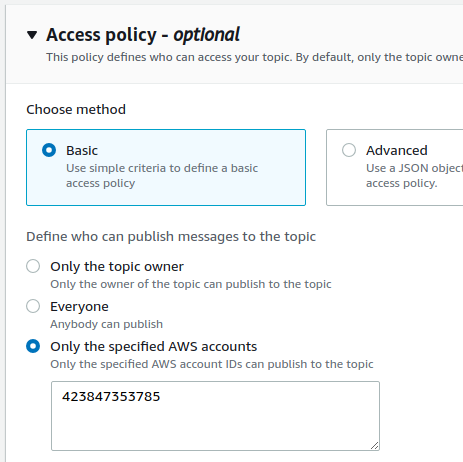 Access policy - optional
This policy defines who can access your topic. By default, only the topic owne
Choose method
Basic
Use simple criteria to define a basic
access policy
Advanced
Use a JSON object
access policy.
Define who can publish messages to the topic
Only the topic owner
Only the owner of the topic can publish to the topic
Everyone
Anybody can publish
Only the specified AWS accounts
Only the specified AWS account IDs can publish to the topic
423847353785